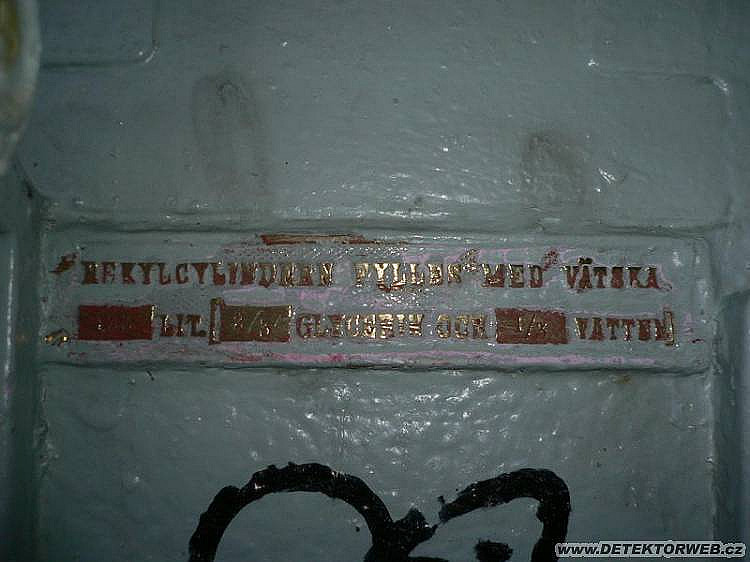 REKYLCYLINDERN FYLLES MED VÄTSKA
LIT. GLYCERIN OCH VATTEN
WWW.DETEKTORWEB.CZ